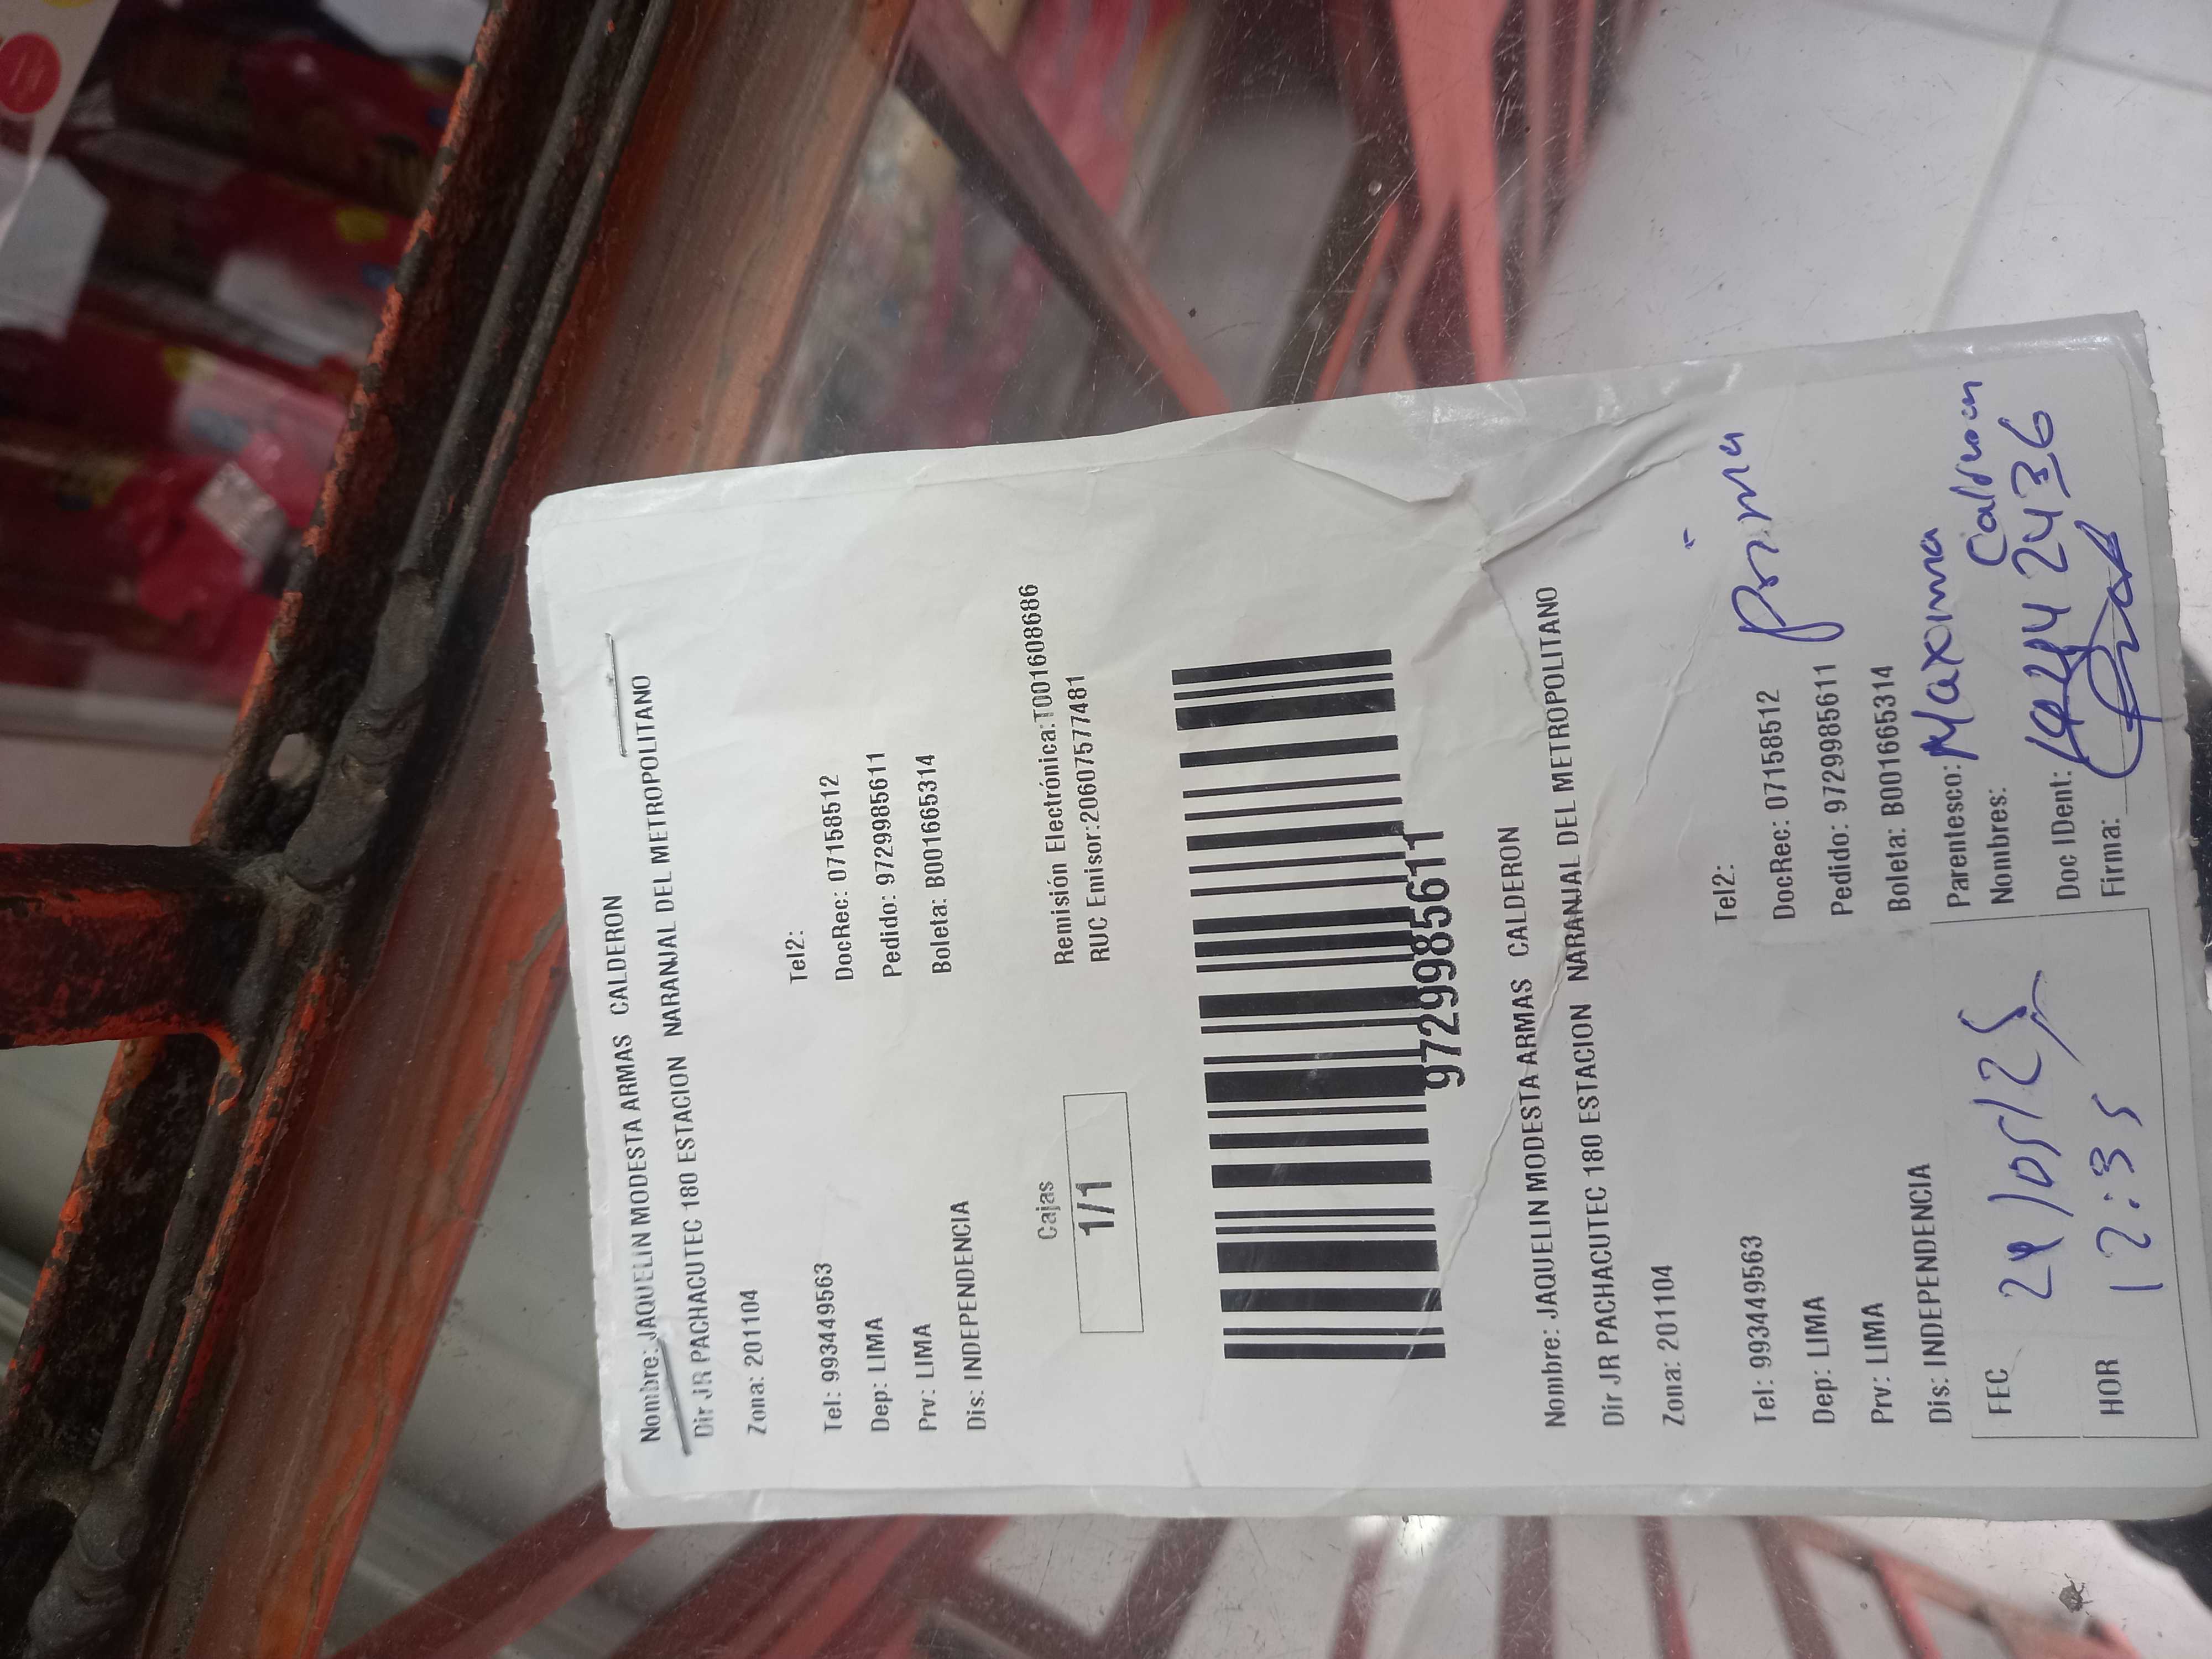 Nombre: JAQUELIN MODESTA ARMAS CALDERON
Dir JR PACHACUTEC 180 ESTACION NARANJAL DEL METROPOLITANO
Zona: 201104
Tel: 993449563 Tel2:
Dep: LIMA DocRec: 07158512
Prv: LIMA Pedido: 9729985611
Dis: INDEPENDENCIA Boleta: B001665314
Cajas
1/1
Remisión Electrónica:T001608686
RUC Emisor:20607577481
9729985611
Nombre: JAQUELIN MODESTA ARMAS CALDERON
Dir JR PACHACUTEC 180 ESTACION NARANJAL DEL METROPOLITANO
Zona: 201104
Tel: 993449563 Tel2:
Dep: LIMA DocRec: 07158512
Prv: LIMA Pedido: 9729985611 Prima
Dis: INDEPENDENCIA Boleta: B001665314
FEC
Parentesco: Maxima
Nombres: Calderon
HOR 12:35
Doc IDent:
Firma: